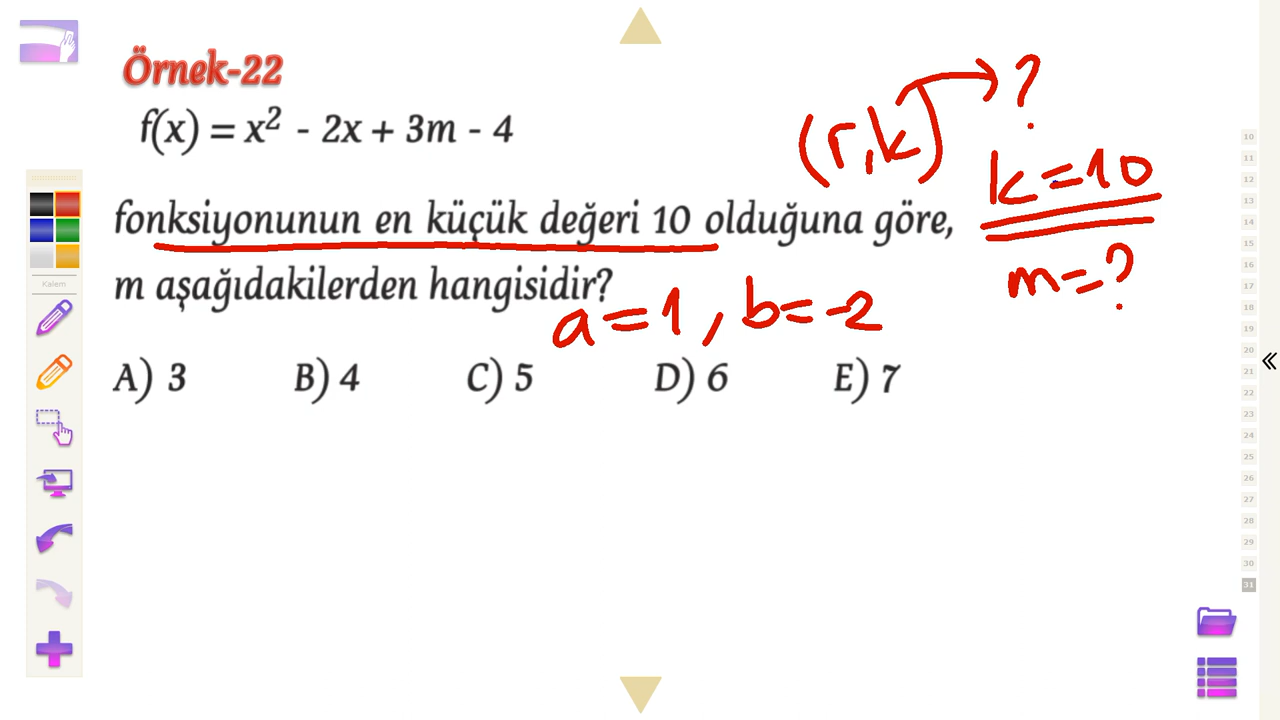 Örnek-22
f(x) = x² - 2x + 3m - 4
(r,k) → ?
k=10
fonksiyonunun en küçük değeri 10 olduğuna göre,
m=?
m aşağıdakilerden hangisidir?
a=1, b=-2
A) 3 B) 4 C) 5 D) 6 E) 7
Kalem
10
11
12
13
14
15
16
17
18
19
20
21
22
23
24
25
26
27
28
29
30
31